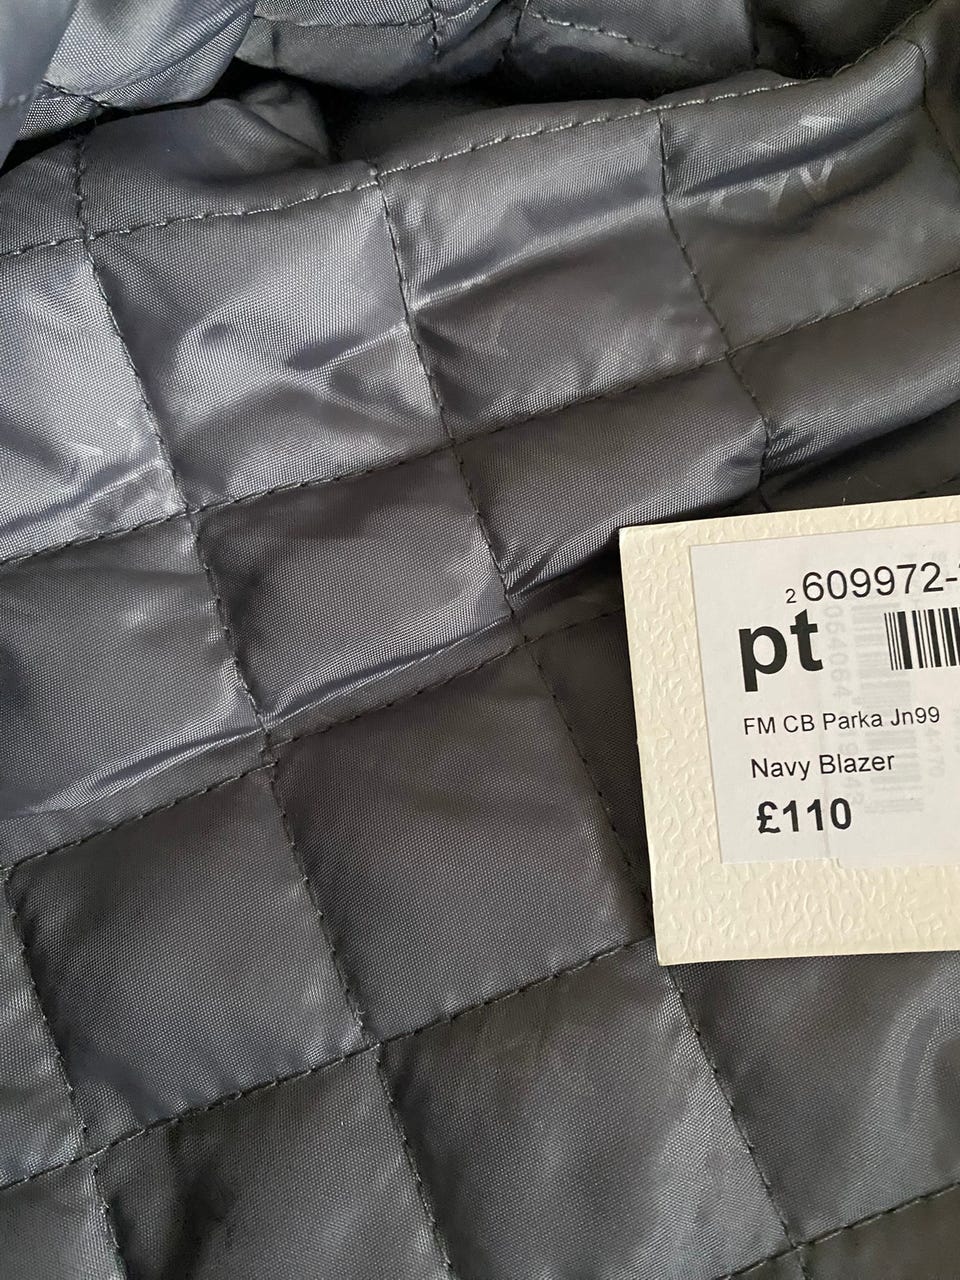 2 609972-
pt
FM CB Parka Jn99
Navy Blazer
£110